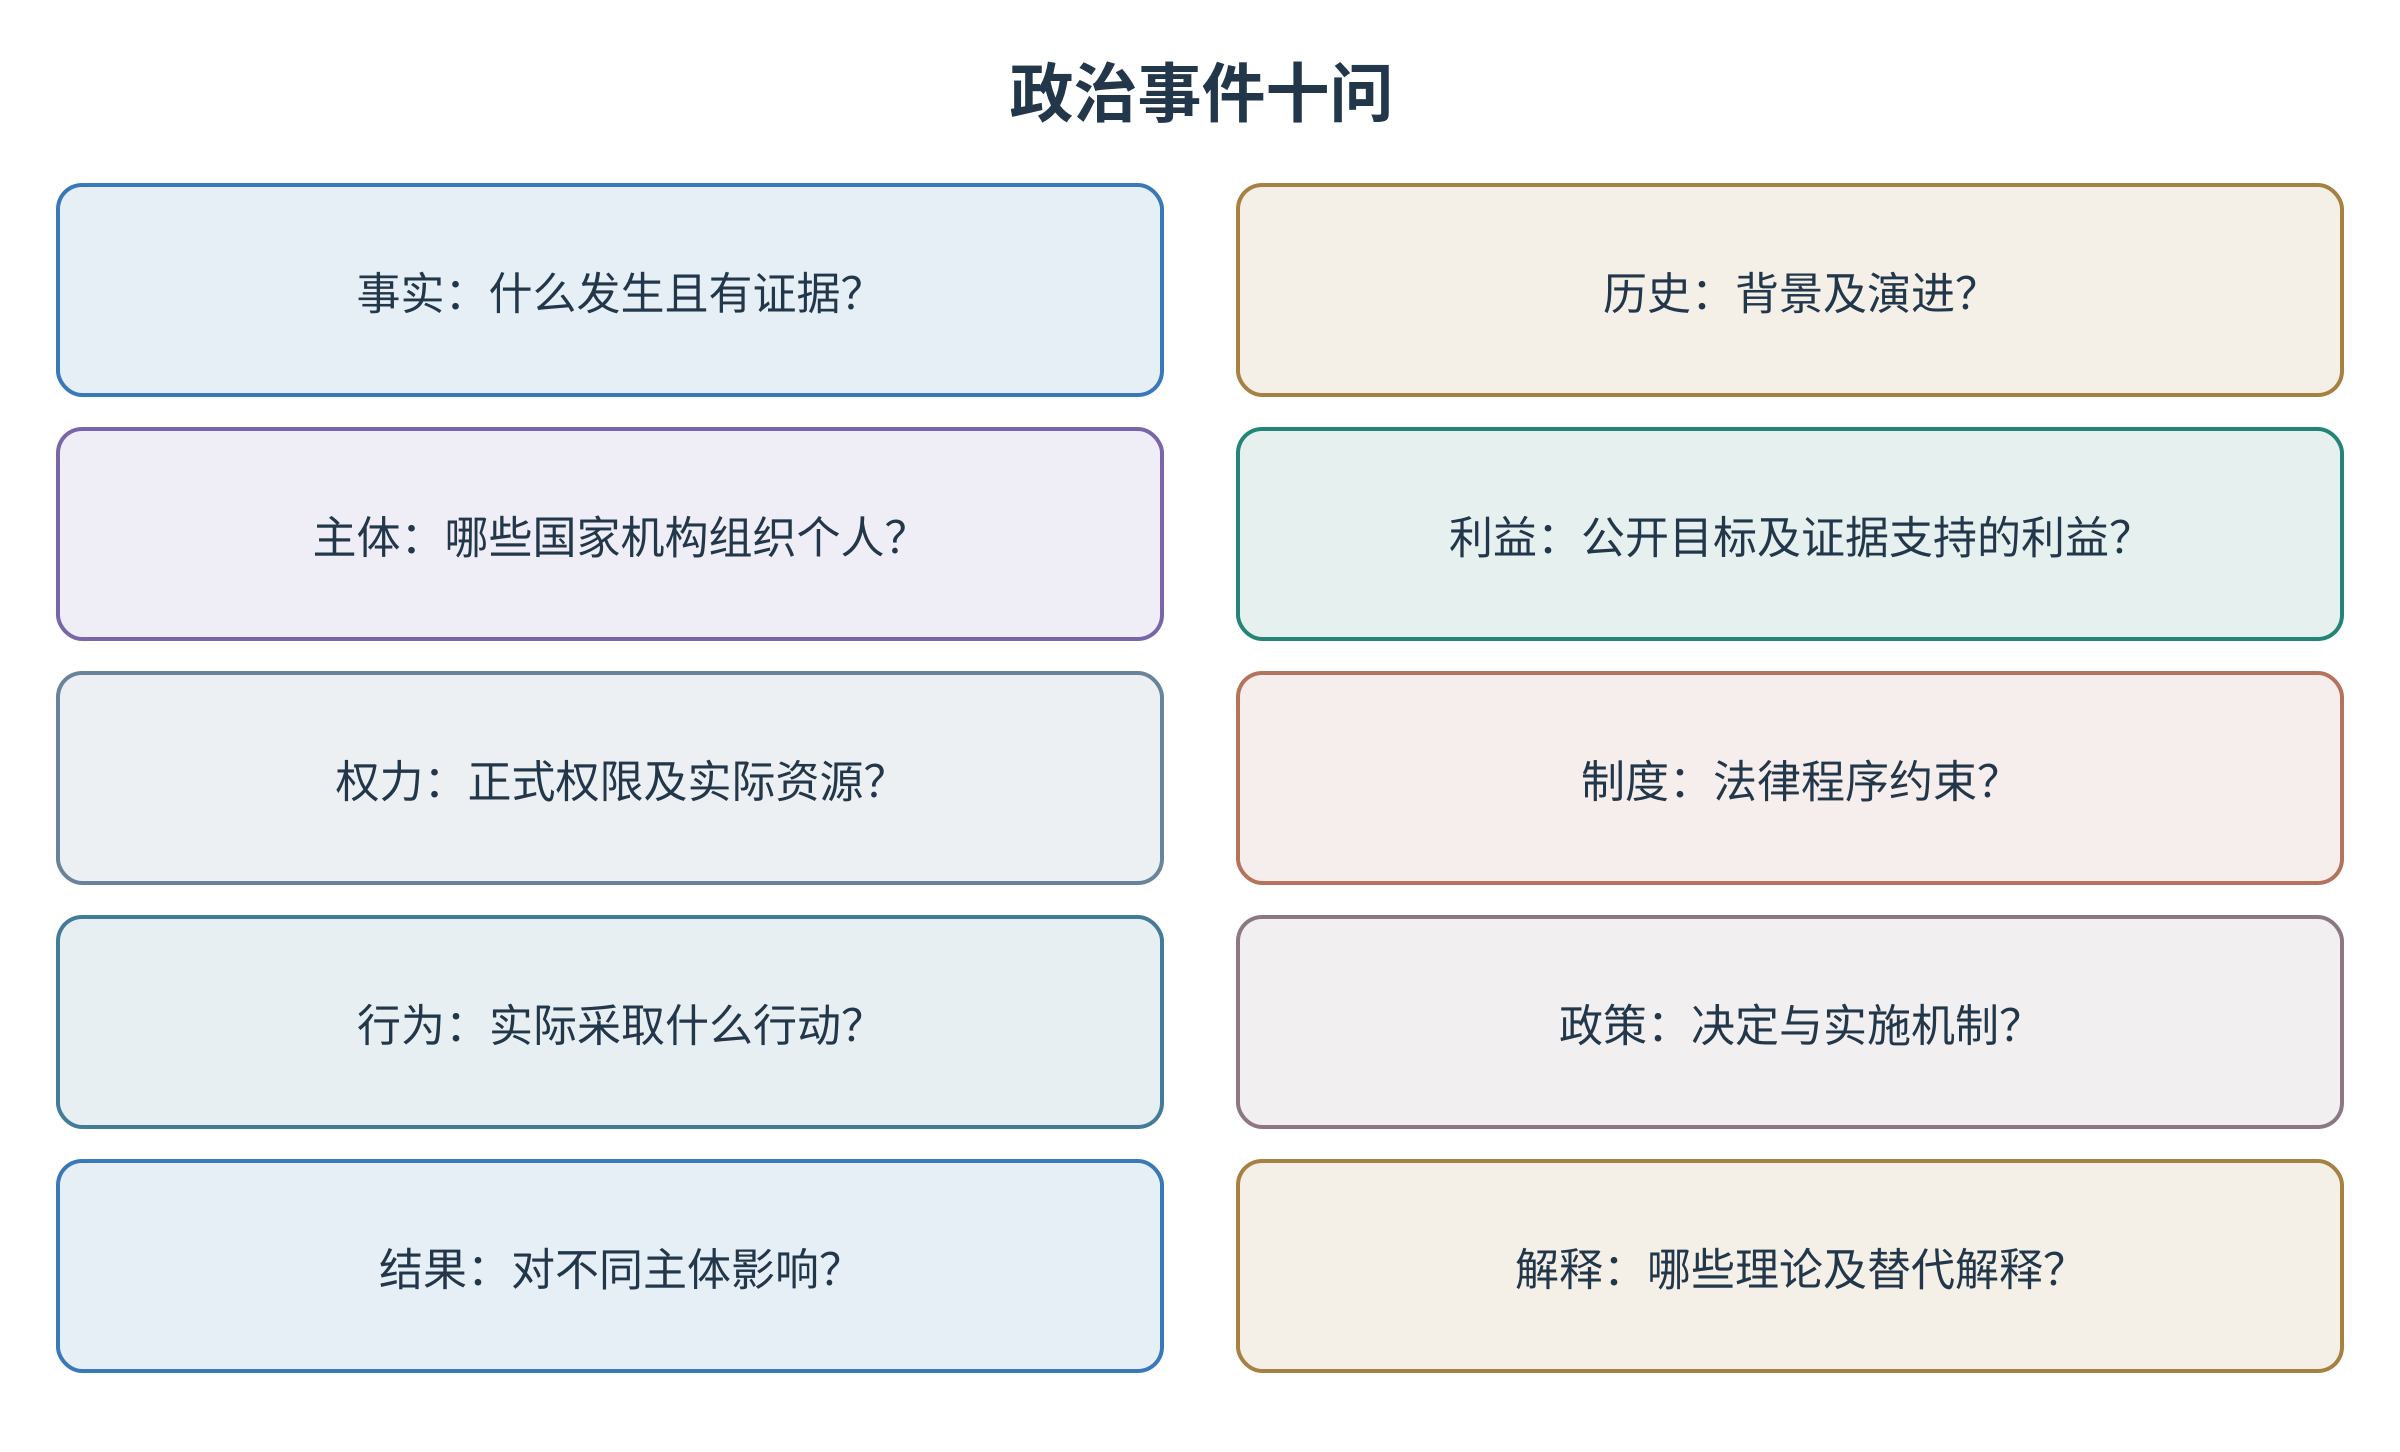 政治事件十问
事实：什么发生且有证据？
历史：背景及演进？
主体：哪些国家机构组织个人？
利益：公开目标及证据支持的利益？
权力：正式权限及实际资源？
制度：法律程序约束？
行为：实际采取什么行动？
政策：决定与实施机制？
结果：对不同主体影响？
解释：哪些理论及替代解释？